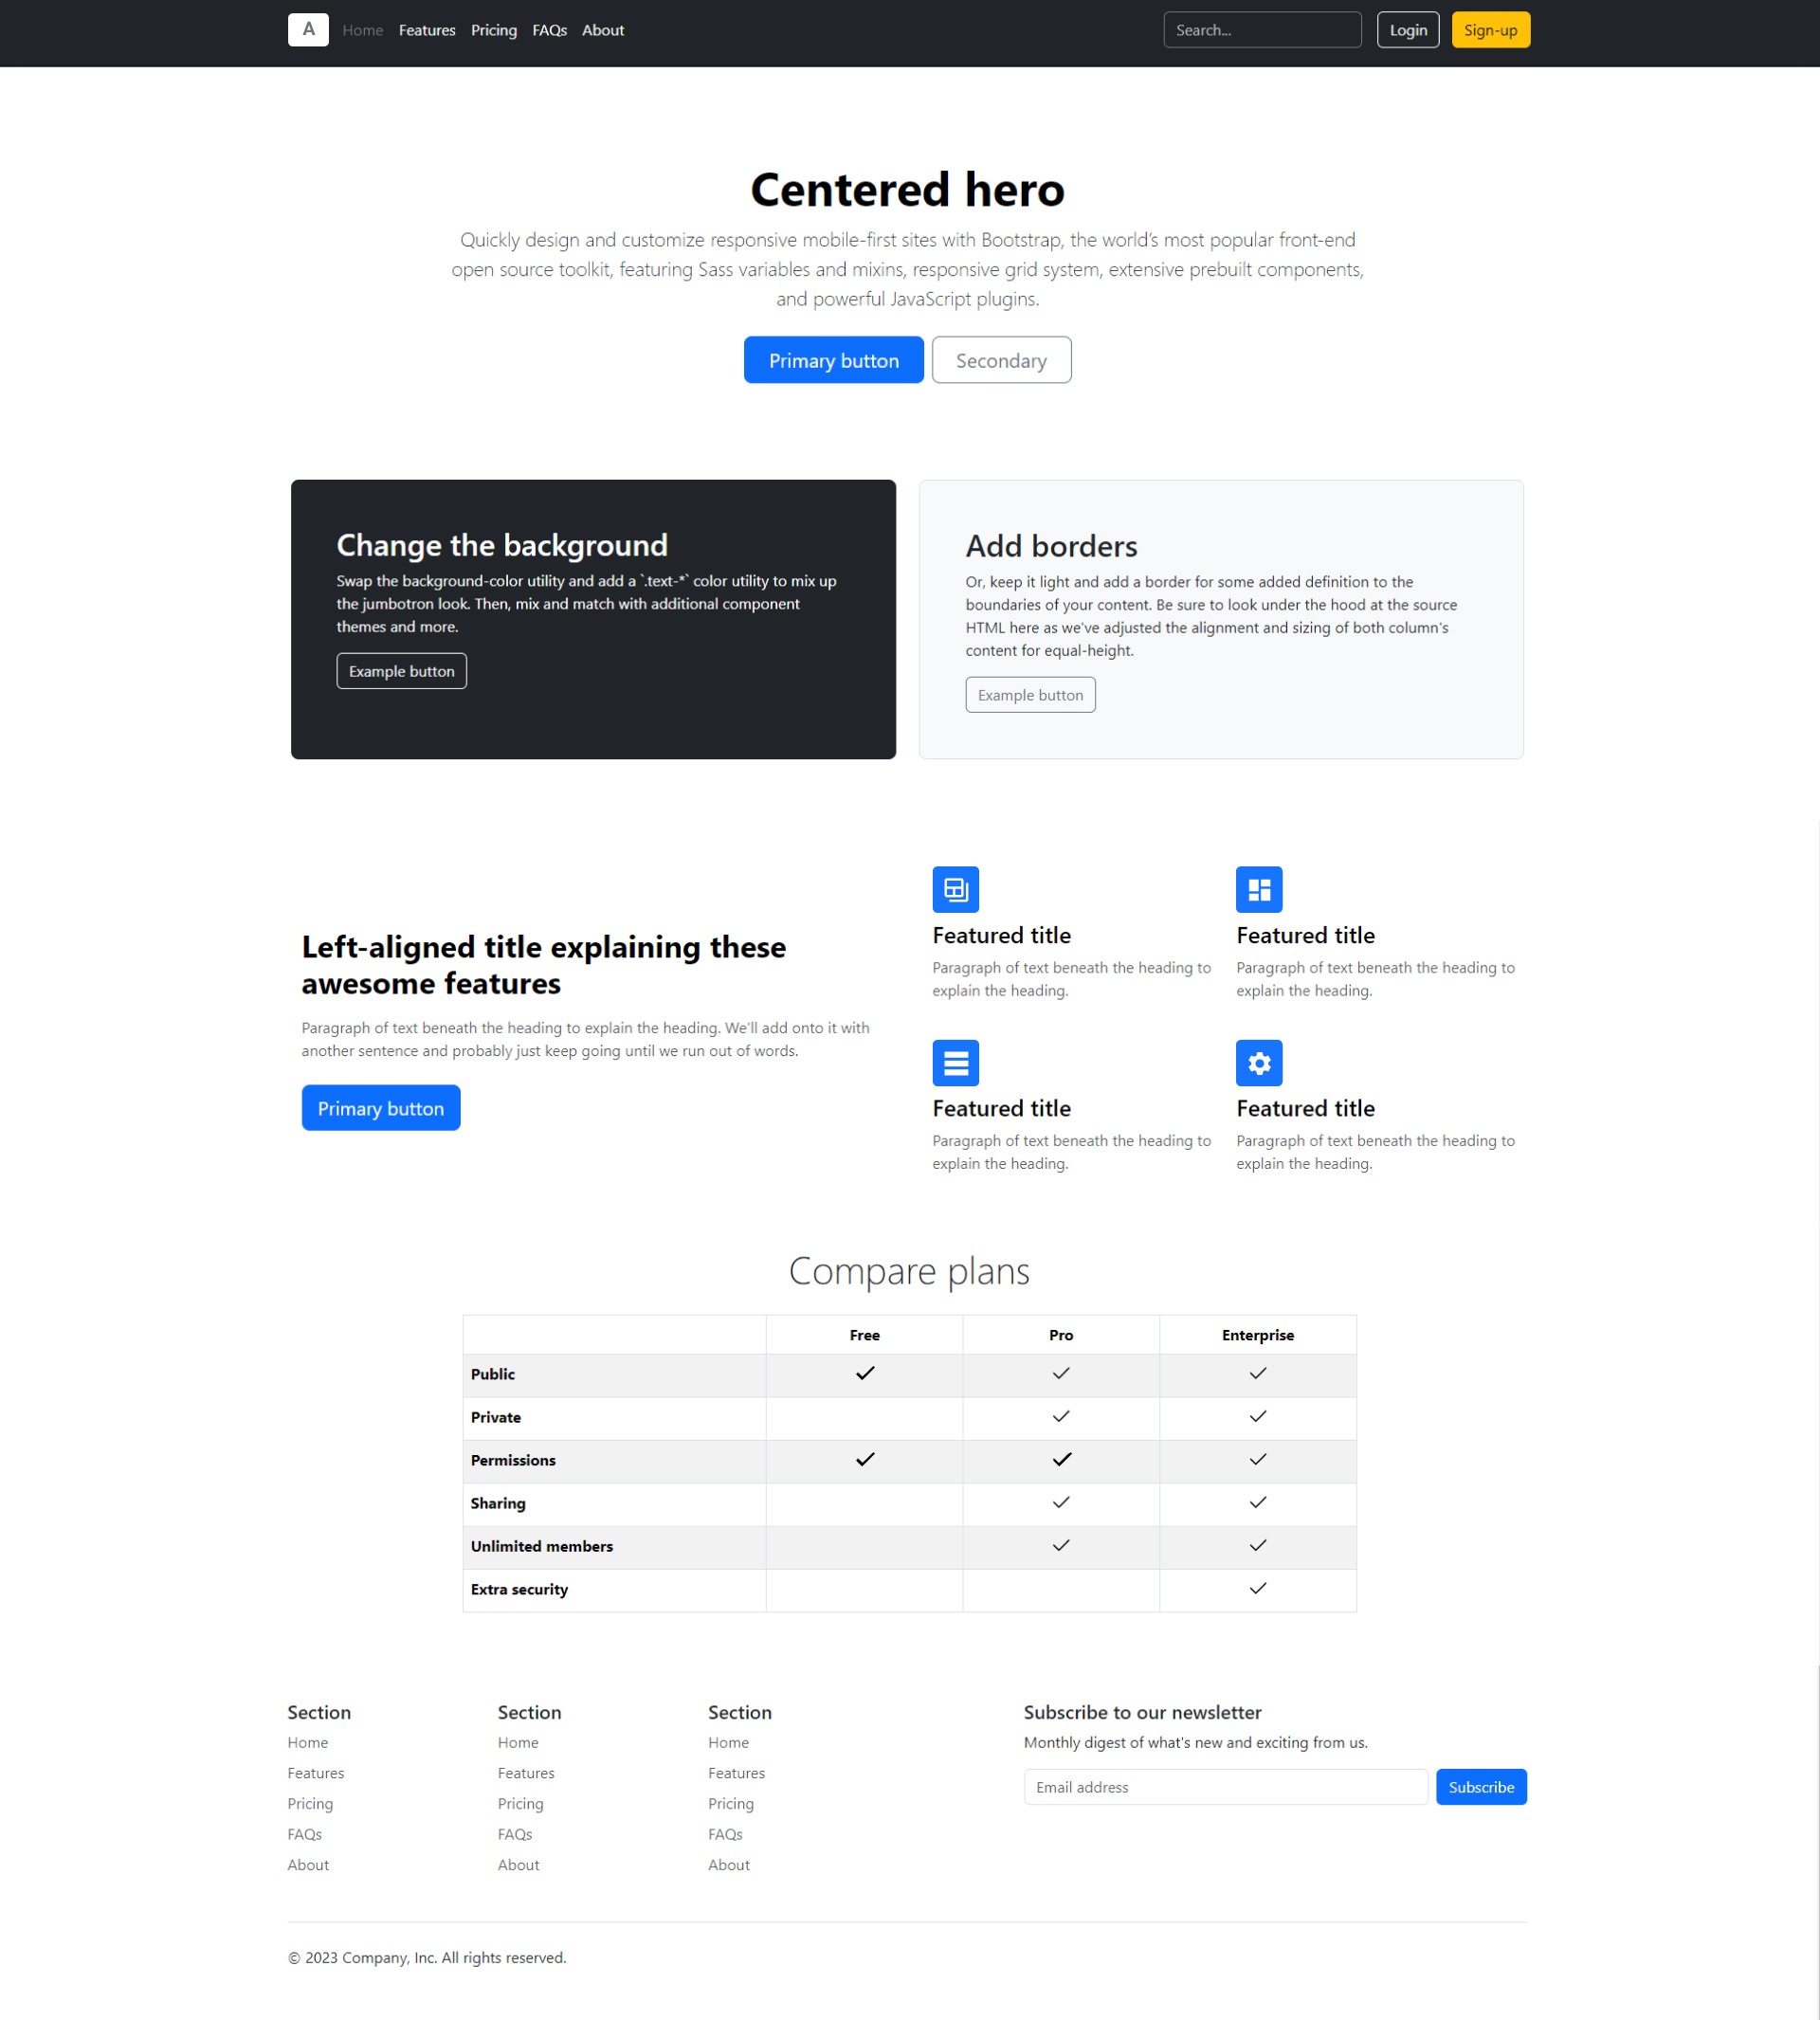 A Home Features Pricing FAQs About Search... Login Sign-up
Centered hero
Quickly design and customize responsive mobile-first sites with Bootstrap, the world’s most popular front-end
open source toolkit, featuring Sass variables and mixins, responsive grid system, extensive prebuilt components,
and powerful JavaScript plugins.
Primary button Secondary
Change the background
Swap the background-color utility and add a `.text-*` color utility to mix up
the jumbotron look. Then, mix and match with additional component
themes and more.
Example button
Add borders
Or, keep it light and add a border for some added definition to the
boundaries of your content. Be sure to look under the hood at the source
HTML here as we've adjusted the alignment and sizing of both column's
content for equal-height.
Example button
Left-aligned title explaining these
awesome features
Paragraph of text beneath the heading to explain the heading. We'll add onto it with
another sentence and probably just keep going until we run out of words.
Primary button
Featured title
Paragraph of text beneath the heading to
explain the heading.
Featured title
Paragraph of text beneath the heading to
explain the heading.
Featured title
Paragraph of text beneath the heading to
explain the heading.
Featured title
Paragraph of text beneath the heading to
explain the heading.
Compare plans
Free Pro Enterprise
Public
Private
Permissions
Sharing
Unlimited members
Extra security
Section
Home
Features
Pricing
FAQs
About
Section
Home
Features
Pricing
FAQs
About
Section
Home
Features
Pricing
FAQs
About
Subscribe to our newsletter
Monthly digest of what's new and exciting from us.
Email address Subscribe
© 2023 Company, Inc. All rights reserved.